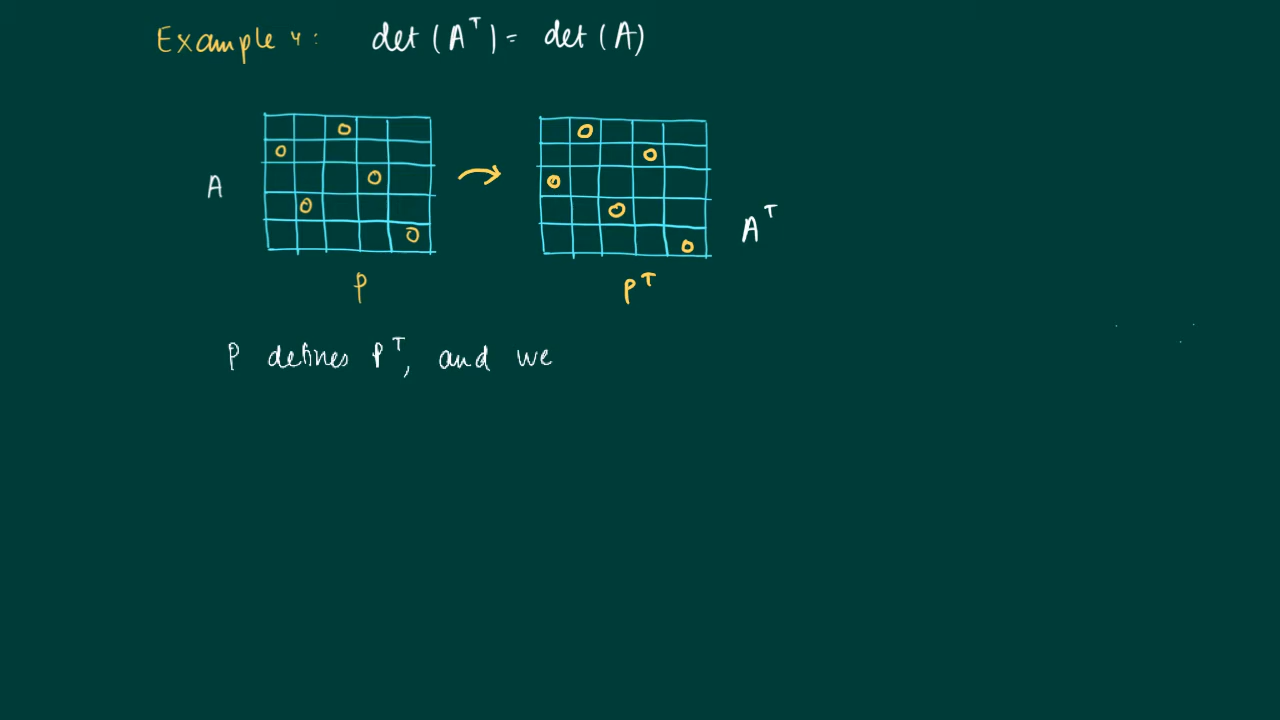 Example 4: det (Aᵀ) = det (A)
A
Aᵀ
P
Pᵀ
P defines Pᵀ, and we